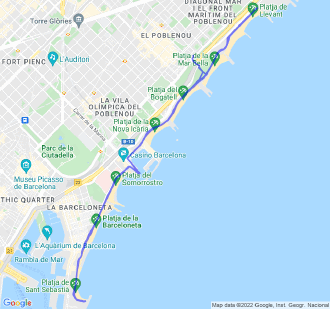 DIAGONAL MAR
I EL FRONT
MARÍTIM DEL
POBLENOU
Platja de
Llevant
Torre Glòries
EL POBLENOU
FORT PIENC
L'Auditori
Platja de la
Mar Bella
Platja del
Bogatell
LA VILA
OLÍMPICA DEL
POBLENOU
Platja de la
Nova Icària
Carrer de la Marina
B-10
Parc de la
Ciutadella
Casino Barcelona
Museu Picasso
de Barcelona
Platja del
Somorrostro
THIC QUARTER
LA BARCELONETA
Platja de la
Barceloneta
L'Aquàrium de Barcelona
Rambla de Mar
Platja de
Sant Sebastià
Google
Map data ©2022 Google, Inst. Geogr. Nacional